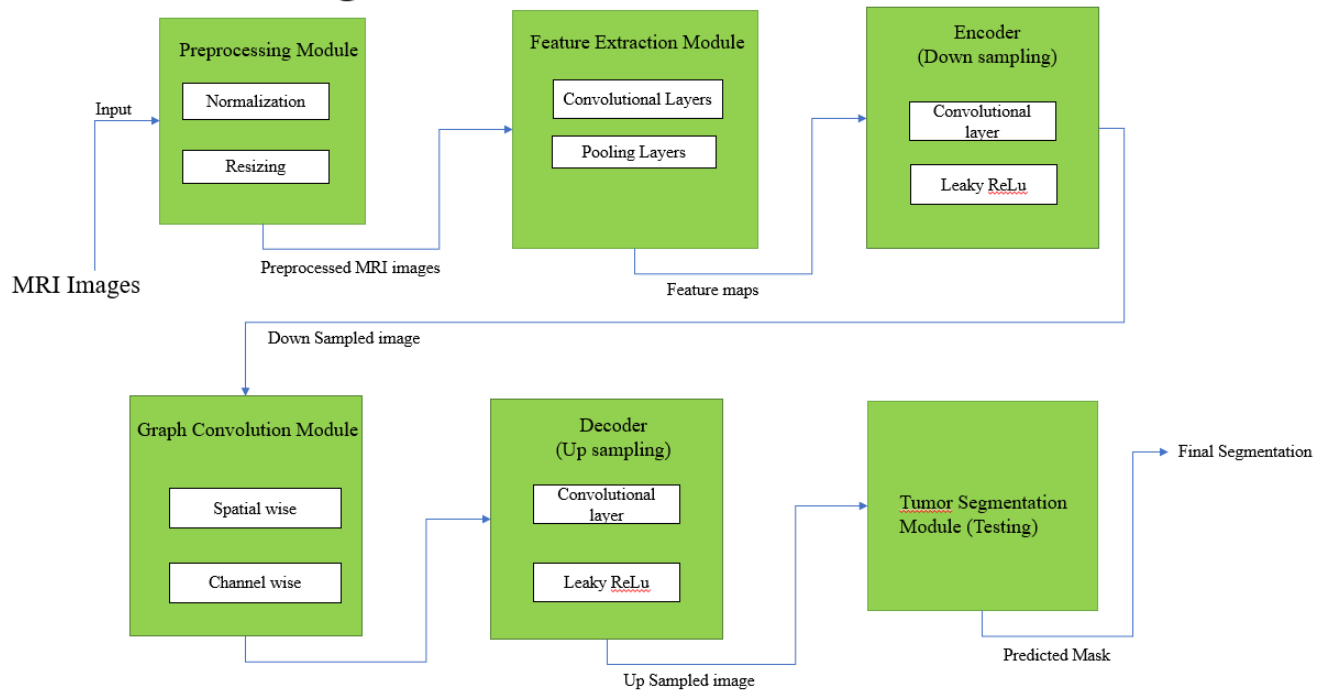 Preprocessing Module
Normalization
Resizing
Input
MRI Images
Preprocessed MRI images
Feature Extraction Module
Convolutional Layers
Pooling Layers
Feature maps
Encoder
(Down sampling)
Convolutional
layer
Leaky ReLu
Down Sampled image
Graph Convolution Module
Spatial wise
Channel wise
Decoder
(Up sampling)
Convolutional
layer
Leaky ReLu
Up Sampled image
Tumor Segmentation
Module (Testing)
Predicted Mask
Final Segmentation